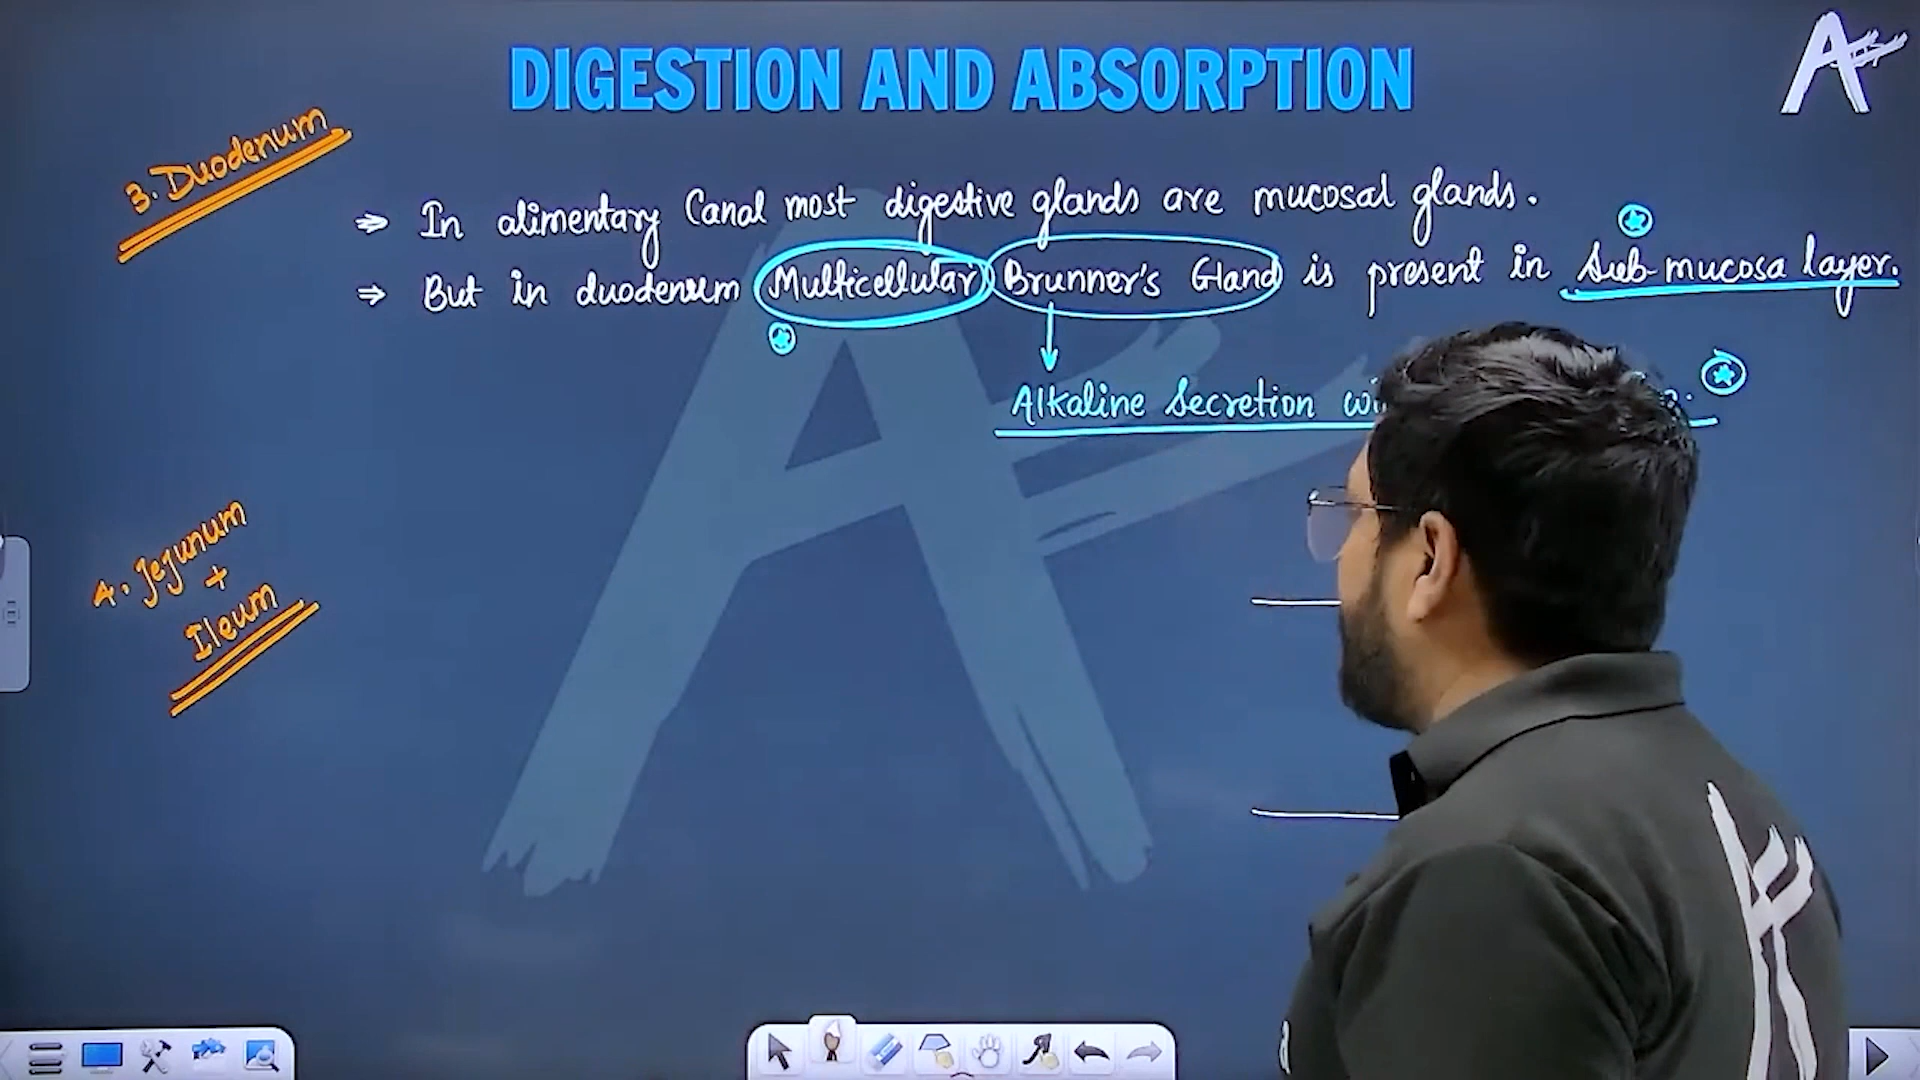 DIGESTION AND ABSORPTION
3. Duodenum
⇒ In alimentary Canal most digestive glands are mucosal glands.
⇒ But in duodenum Multicellular Brunner's Gland is present in Sub-mucosa layer.
Alkaline Secretion
4. Jejunum
+
Ileum